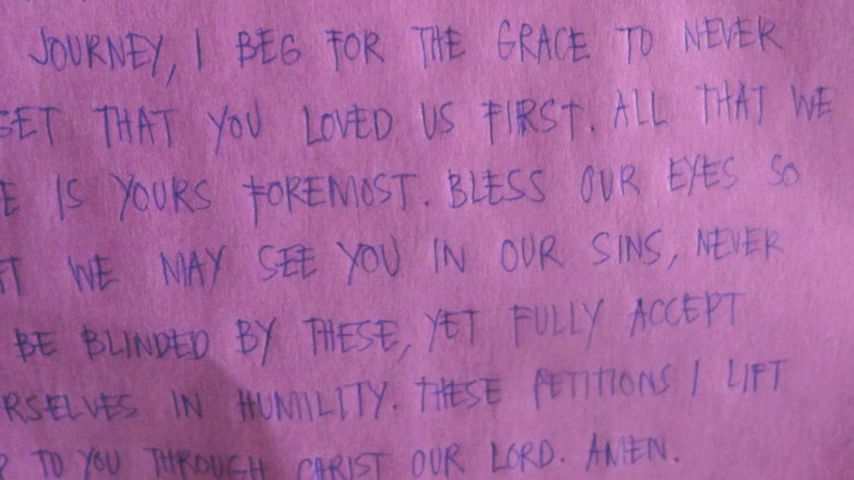 JOURNEY, I BEG FOR THE GRACE TO NEVER
GET THAT YOU LOVED US FIRST. ALL THAT WE
E IS YOURS FOREMOST. BLESS OUR EYES SO
AT WE MAY SEE YOU IN OUR SINS, NEVER
BE BLINDED BY THESE, YET FULLY ACCEPT
RSELVES IN HUMILITY. THESE PETITIONS I LIFT
P TO YOU THROUGH CHRIST OUR LORD. AMEN.